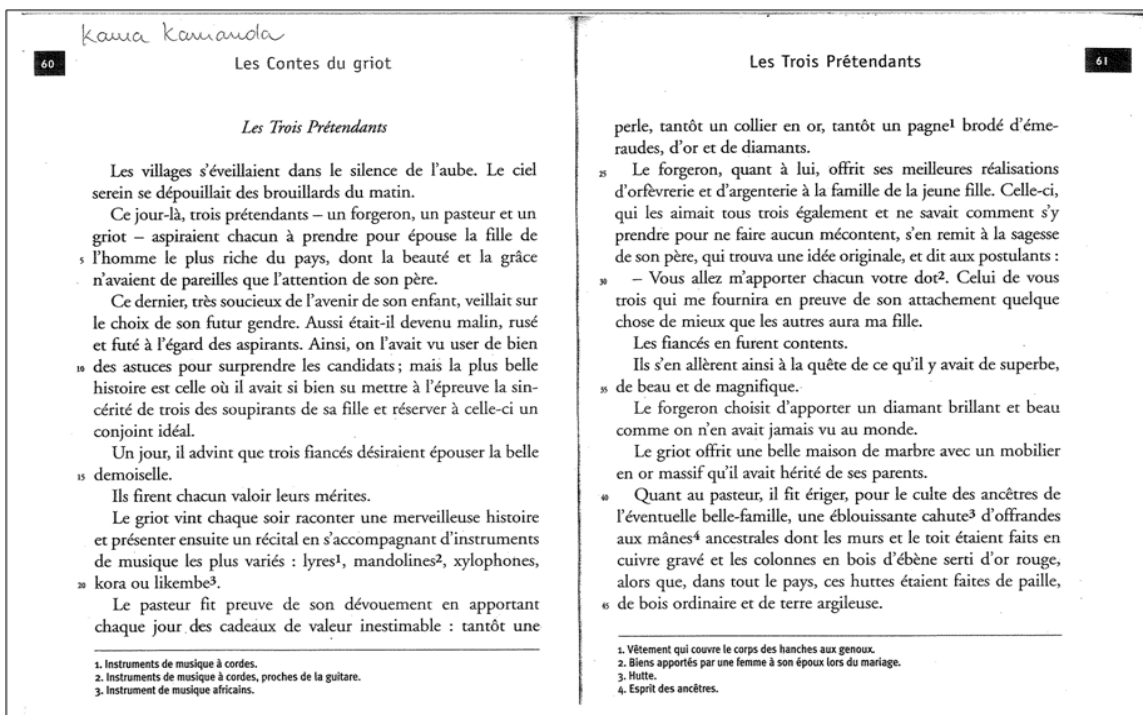 Kama Kamanda
60
Les Contes du griot
Les Trois Prétendants
Les villages s'éveillaient dans le silence de l'aube. Le ciel
serein se dépouillait des brouillards du matin.
Ce jour-là, trois prétendants – un forgeron, un pasteur et un
griot – aspiraient chacun à prendre pour épouse la fille de
5 l'homme le plus riche du pays, dont la beauté et la grâce
n'avaient de pareilles que l'attention de son père.
Ce dernier, très soucieux de l'avenir de son enfant, veillait sur
le choix de son futur gendre. Aussi était-il devenu malin, rusé
et futé à l'égard des aspirants. Ainsi, on l'avait vu user de bien
10 des astuces pour surprendre les candidats ; mais la plus belle
histoire est celle où il avait si bien su mettre à l'épreuve la sin-
cérité de trois des soupirants de sa fille et réserver à celle-ci un
conjoint idéal.
Un jour, il advint que trois fiancés désiraient épouser la belle
15 demoiselle.
Ils firent chacun valoir leurs mérites.
Le griot vint chaque soir raconter une merveilleuse histoire
et présenter ensuite un récital en s'accompagnant d'instruments
de musique les plus variés : lyres1, mandolines2, xylophones,
20 kora ou likembe3.
Le pasteur fit preuve de son dévouement en apportant
chaque jour des cadeaux de valeur inestimable : tantôt une
1. Instruments de musique à cordes.
2. Instruments de musique à cordes, proches de la guitare.
3. Instrument de musique africains.
Les Trois Prétendants
61
perle, tantôt un collier en or, tantôt un pagne1 brodé d'éme-
raudes, d'or et de diamants.
25 Le forgeron, quant à lui, offrit ses meilleures réalisations
d'orfèvrerie et d'argenterie à la famille de la jeune fille. Celle-ci,
qui les aimait tous trois également et ne savait comment s'y
prendre pour ne faire aucun mécontent, s'en remit à la sagesse
de son père, qui trouva une idée originale, et dit aux postulants :
30 – Vous allez m'apporter chacun votre dot2. Celui de vous
trois qui me fournira en preuve de son attachement quelque
chose de mieux que les autres aura ma fille.
Les fiancés en furent contents.
Ils s'en allèrent ainsi à la quête de ce qu'il y avait de superbe,
35 de beau et de magnifique.
Le forgeron choisit d'apporter un diamant brillant et beau
comme on n'en avait jamais vu au monde.
Le griot offrit une belle maison de marbre avec un mobilier
en or massif qu'il avait hérité de ses parents.
40 Quant au pasteur, il fit ériger, pour le culte des ancêtres de
l'éventuelle belle-famille, une éblouissante cahute3 d'offrandes
aux mânes4 ancestrales dont les murs et le toit étaient faits en
cuivre gravé et les colonnes en bois d'ébène serti d'or rouge,
alors que, dans tout le pays, ces huttes étaient faites de paille,
45 de bois ordinaire et de terre argileuse.
1. Vêtement qui couvre le corps des hanches aux genoux.
2. Biens apportés par une femme à son époux lors du mariage.
3. Hutte.
4. Esprit des ancêtres.